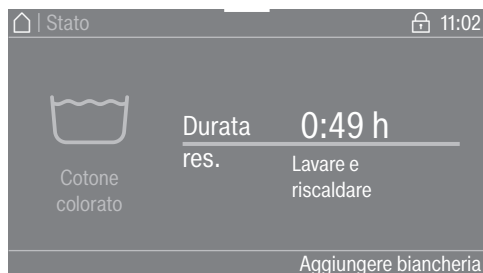 | Stato
11:02
Durata res.
0:49 h
Lavare e
riscaldare
Cotone
colorato
Aggiungere biancheria